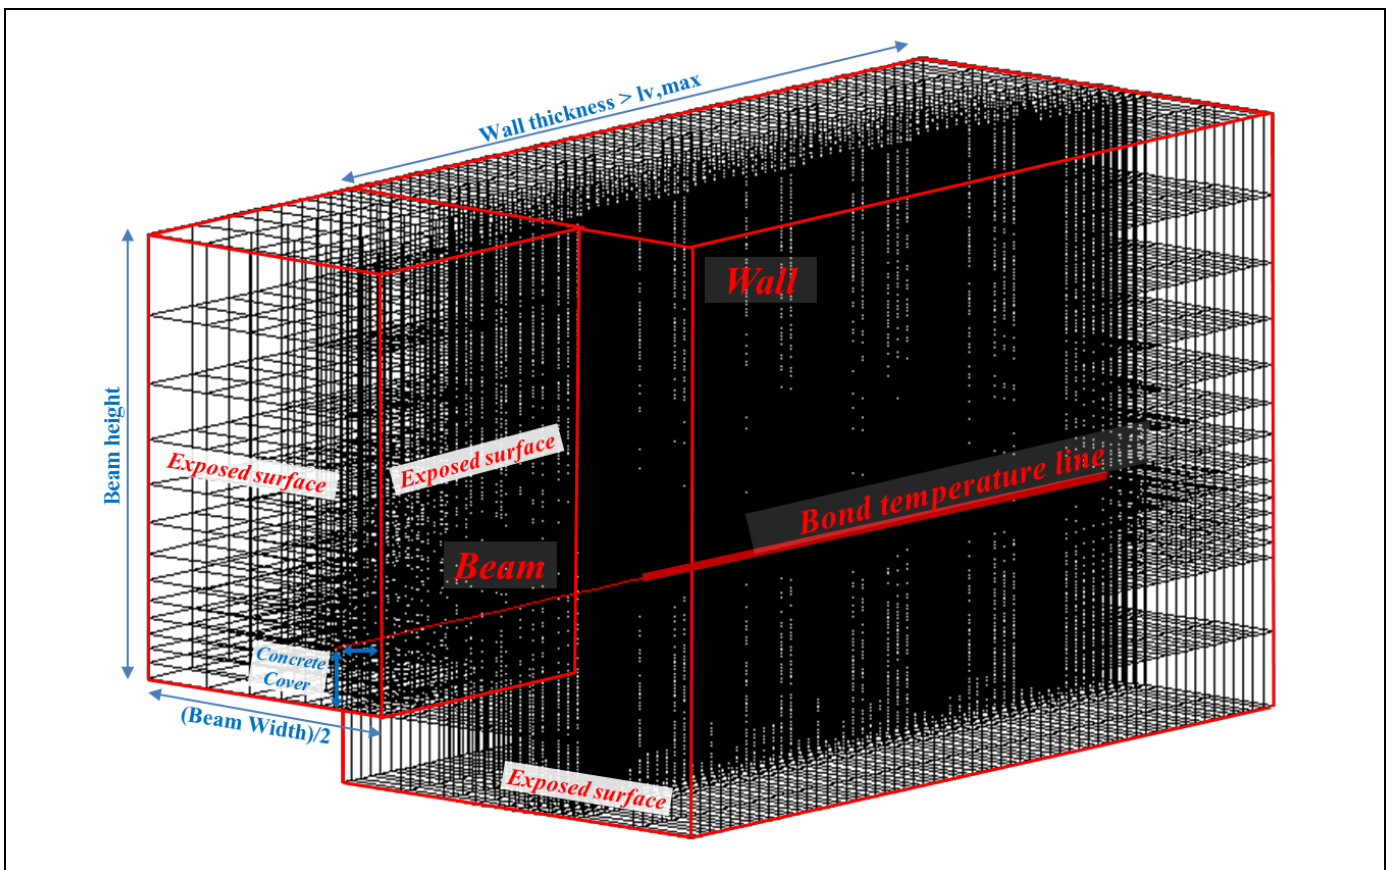 Wall thickness > lv,max
Wall
Beam height
Exposed surface
Exposed surface
Bond temperature line
Beam
Concrete
Cover
(Beam Width)/2
Exposed surface